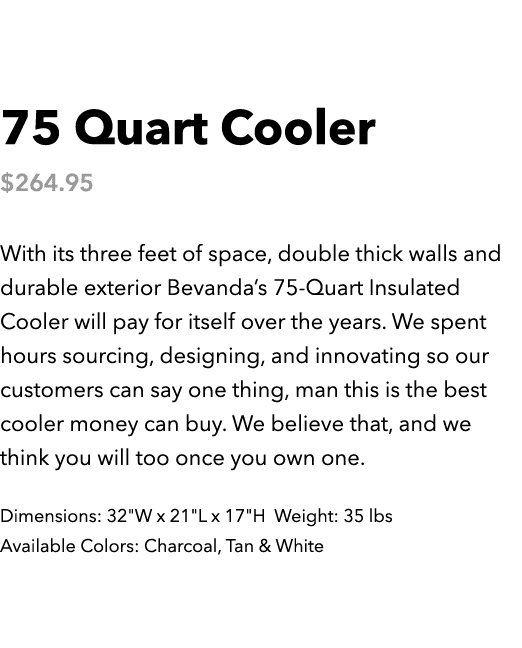 75 Quart Cooler
$264.95
With its three feet of space, double thick walls and
durable exterior Bevanda’s 75-Quart Insulated
Cooler will pay for itself over the years. We spent
hours sourcing, designing, and innovating so our
customers can say one thing, man this is the best
cooler money can buy. We believe that, and we
think you will too once you own one.
Dimensions: 32"W x 21"L x 17"H  Weight: 35 lbs
Available Colors: Charcoal, Tan & White